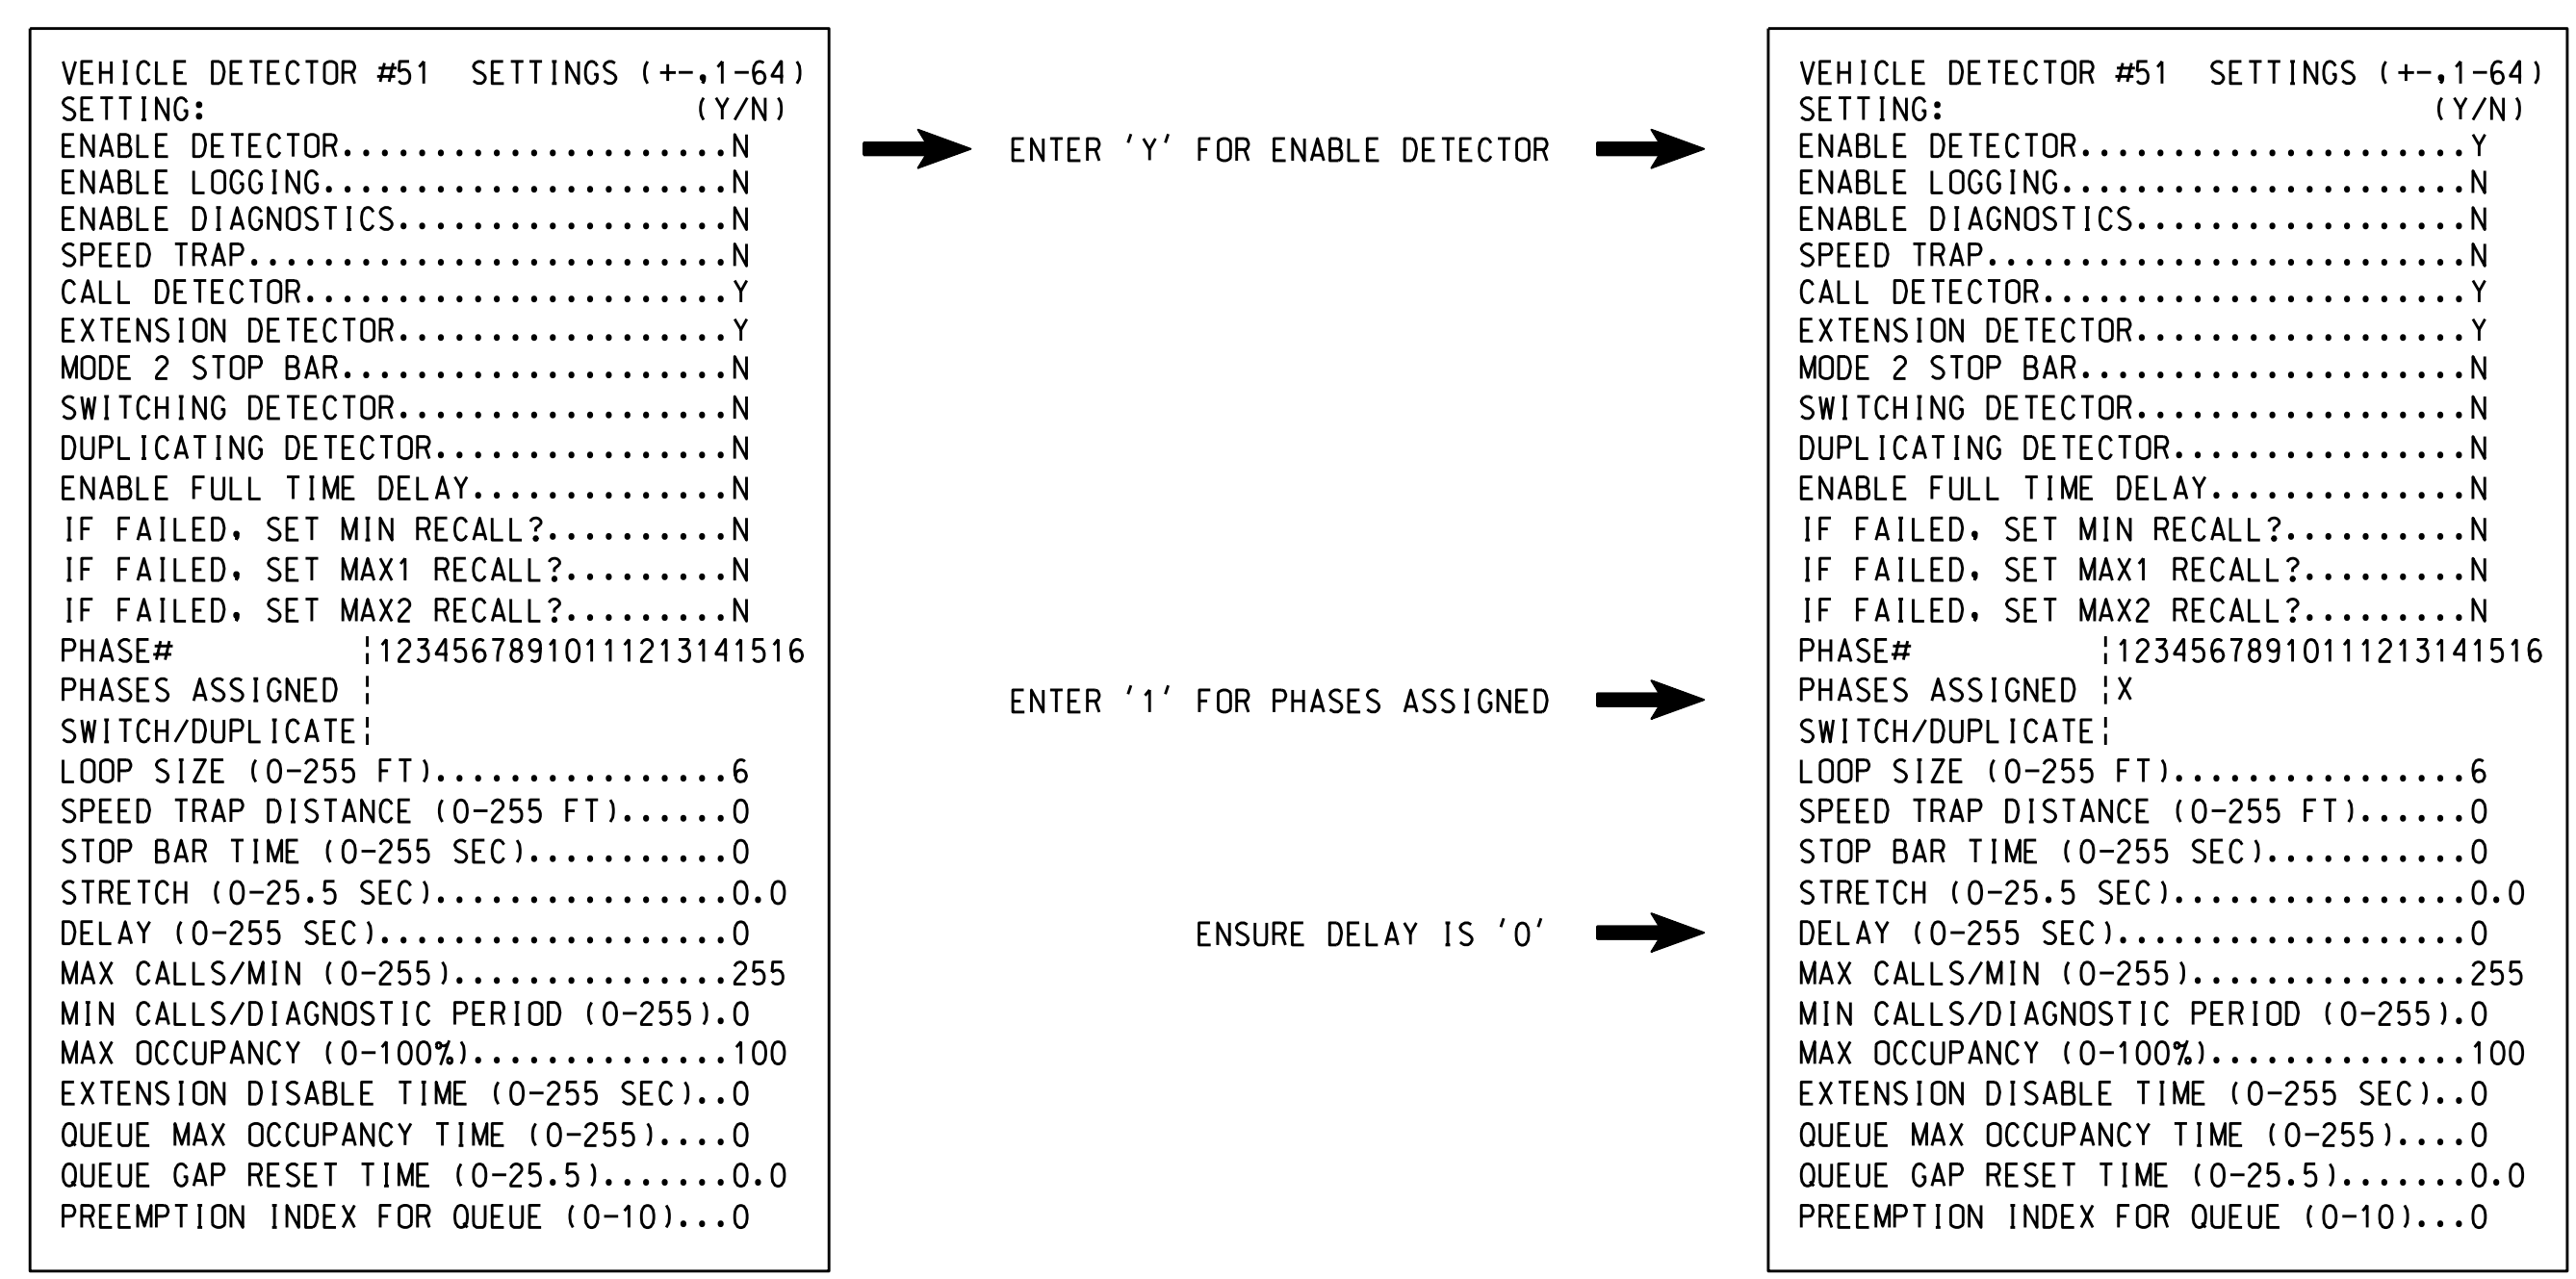 VEHICLE DETECTOR #51  SETTINGS (+-,1-64)
SETTING:                          (Y/N)
ENABLE DETECTOR.....................N
ENABLE LOGGING......................N
ENABLE DIAGNOSTICS..................N
SPEED TRAP..........................N
CALL DETECTOR.......................Y
EXTENSION DETECTOR..................Y
MODE 2 STOP BAR.....................N
SWITCHING DETECTOR..................N
DUPLICATING DETECTOR................N
ENABLE FULL TIME DELAY..............N
IF FAILED, SET MIN RECALL?..........N
IF FAILED, SET MAX1 RECALL?.........N
IF FAILED, SET MAX2 RECALL?.........N
PHASE#          ¦12345678910111213141516
PHASES ASSIGNED ¦
SWITCH/DUPLICATE¦
LOOP SIZE (0-255 FT)................6
SPEED TRAP DISTANCE (0-255 FT)......0
STOP BAR TIME (0-255 SEC)...........0
STRETCH (0-25.5 SEC)................0.0
DELAY (0-255 SEC)...................0
MAX CALLS/MIN (0-255)...............255
MIN CALLS/DIAGNOSTIC PERIOD (0-255).0
MAX OCCUPANCY (0-100%)..............100
EXTENSION DISABLE TIME (0-255 SEC)..0
QUEUE MAX OCCUPANCY TIME (0-255)....0
QUEUE GAP RESET TIME (0-25.5).......0.0
PREEMPTION INDEX FOR QUEUE (0-10)...0
ENTER 'Y' FOR ENABLE DETECTOR
ENTER '1' FOR PHASES ASSIGNED
ENSURE DELAY IS '0'
VEHICLE DETECTOR #51  SETTINGS (+-,1-64)
SETTING:                          (Y/N)
ENABLE DETECTOR.....................Y
ENABLE LOGGING......................N
ENABLE DIAGNOSTICS..................N
SPEED TRAP..........................N
CALL DETECTOR.......................Y
EXTENSION DETECTOR..................Y
MODE 2 STOP BAR.....................N
SWITCHING DETECTOR..................N
DUPLICATING DETECTOR................N
ENABLE FULL TIME DELAY..............N
IF FAILED, SET MIN RECALL?..........N
IF FAILED, SET MAX1 RECALL?.........N
IF FAILED, SET MAX2 RECALL?.........N
PHASE#          ¦12345678910111213141516
PHASES ASSIGNED ¦X
SWITCH/DUPLICATE¦
LOOP SIZE (0-255 FT)................6
SPEED TRAP DISTANCE (0-255 FT)......0
STOP BAR TIME (0-255 SEC)...........0
STRETCH (0-25.5 SEC)................0.0
DELAY (0-255 SEC)...................0
MAX CALLS/MIN (0-255)...............255
MIN CALLS/DIAGNOSTIC PERIOD (0-255).0
MAX OCCUPANCY (0-100%)..............100
EXTENSION DISABLE TIME (0-255 SEC)..0
QUEUE MAX OCCUPANCY TIME (0-255)....0
QUEUE GAP RESET TIME (0-25.5).......0.0
PREEMPTION INDEX FOR QUEUE (0-10)...0